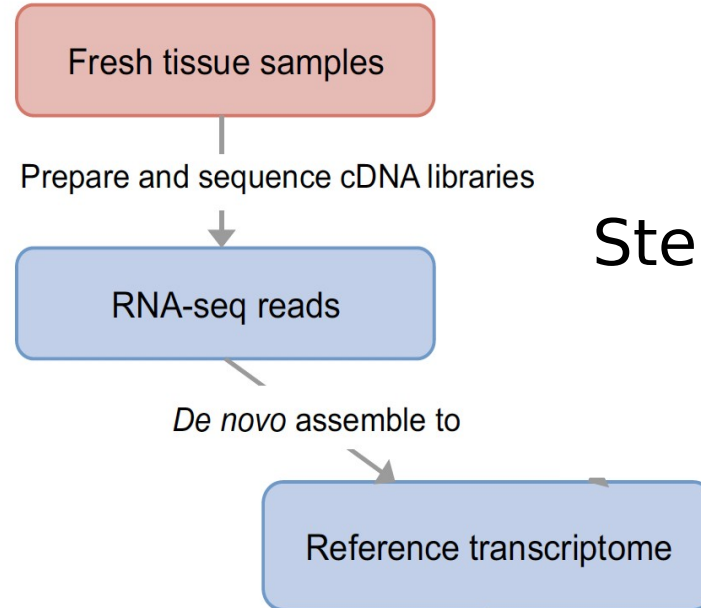 Fresh tissue samples
Prepare and sequence cDNA libraries
Ste
RNA-seq reads
De novo assemble to
Reference transcriptome